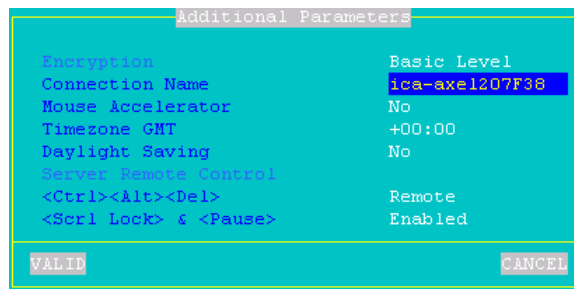 Additional Parameters
Encryption Basic Level
Connection Name ica-axel207F38
Mouse Accelerator No
Timezone GMT +00:00
Daylight Saving No
Server Remote Control
<Ctrl><Alt><Del> Remote
<Scrl Lock> & <Pause> Enabled
VALID CANCEL